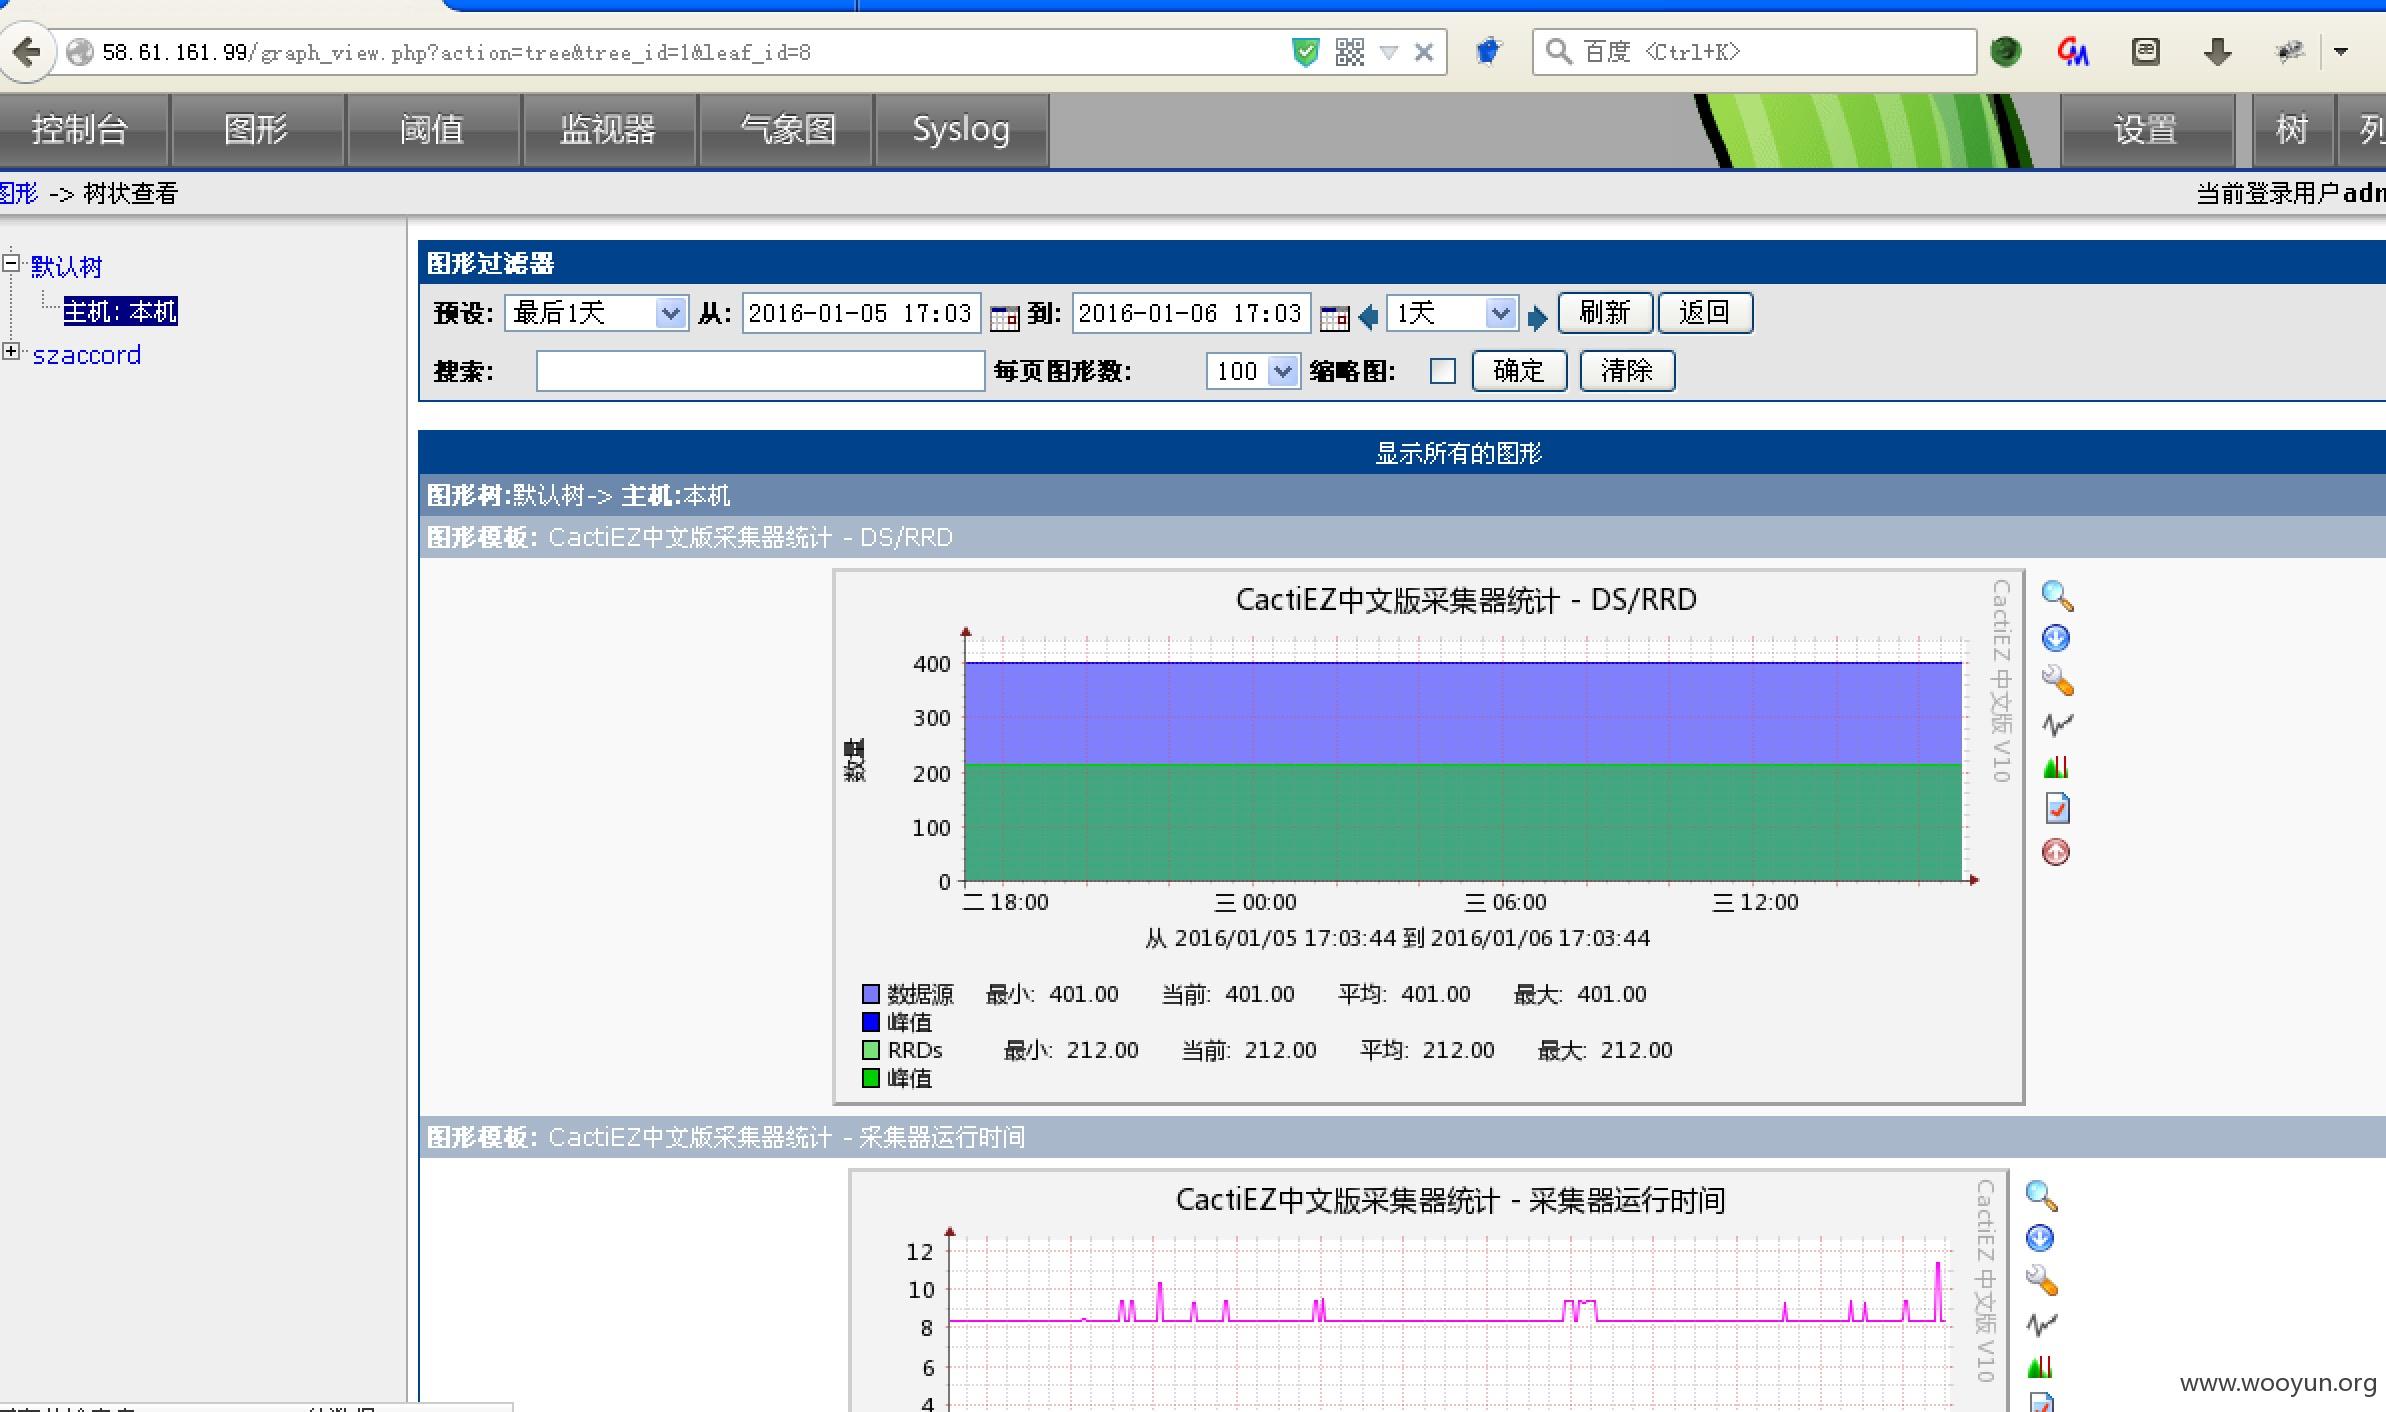 58.61.161.99/graph_view.php?action=tree&tree_id=1&leaf_id=8
百度 <Ctrl+K>
控制台 图形 阈值 监视器 气象图 Syslog 设置 树 列
图形 -> 树状查看
当前登录用户adm
默认树
主机: 本机
szaccord
图形过滤器
预设: 最后1天 从: 2016-01-05 17:03 到: 2016-01-06 17:03 1天 刷新 返回
搜索: 每页图形数: 100 缩略图: 确定 清除
显示所有的图形
图形树:默认树-> 主机:本机
图形模板: CactiEZ中文版采集器统计 - DS/RRD
CactiEZ中文版采集器统计 - DS/RRD
CactiEZ 中文版 V10
数量
400
300
200
100
0
二 18:00 三 00:00 三 06:00 三 12:00
从 2016/01/05 17:03:44 到 2016/01/06 17:03:44
数据源 最小: 401.00 当前: 401.00 平均: 401.00 最大: 401.00
峰值
RRDs 最小: 212.00 当前: 212.00 平均: 212.00 最大: 212.00
峰值
图形模板: CactiEZ中文版采集器统计 - 采集器运行时间
CactiEZ中文版采集器统计 - 采集器运行时间
CactiEZ 中文版 V10
12
10
8
6
4
www.wooyun.org